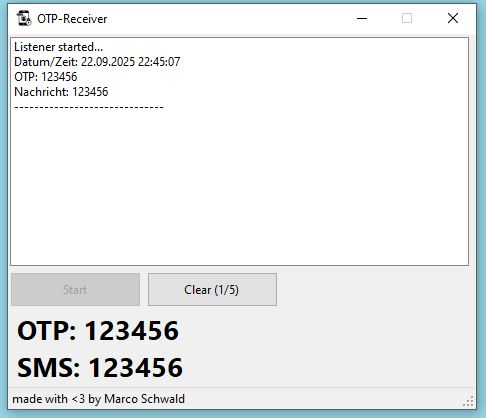 OTP-Receiver
Listener started...
Datum/Zeit: 22.09.2025 22:45:07
OTP: 123456
Nachricht: 123456
------------------------------
Start
Clear (1/5)
OTP: 123456
SMS: 123456
made with <3 by Marco Schwald